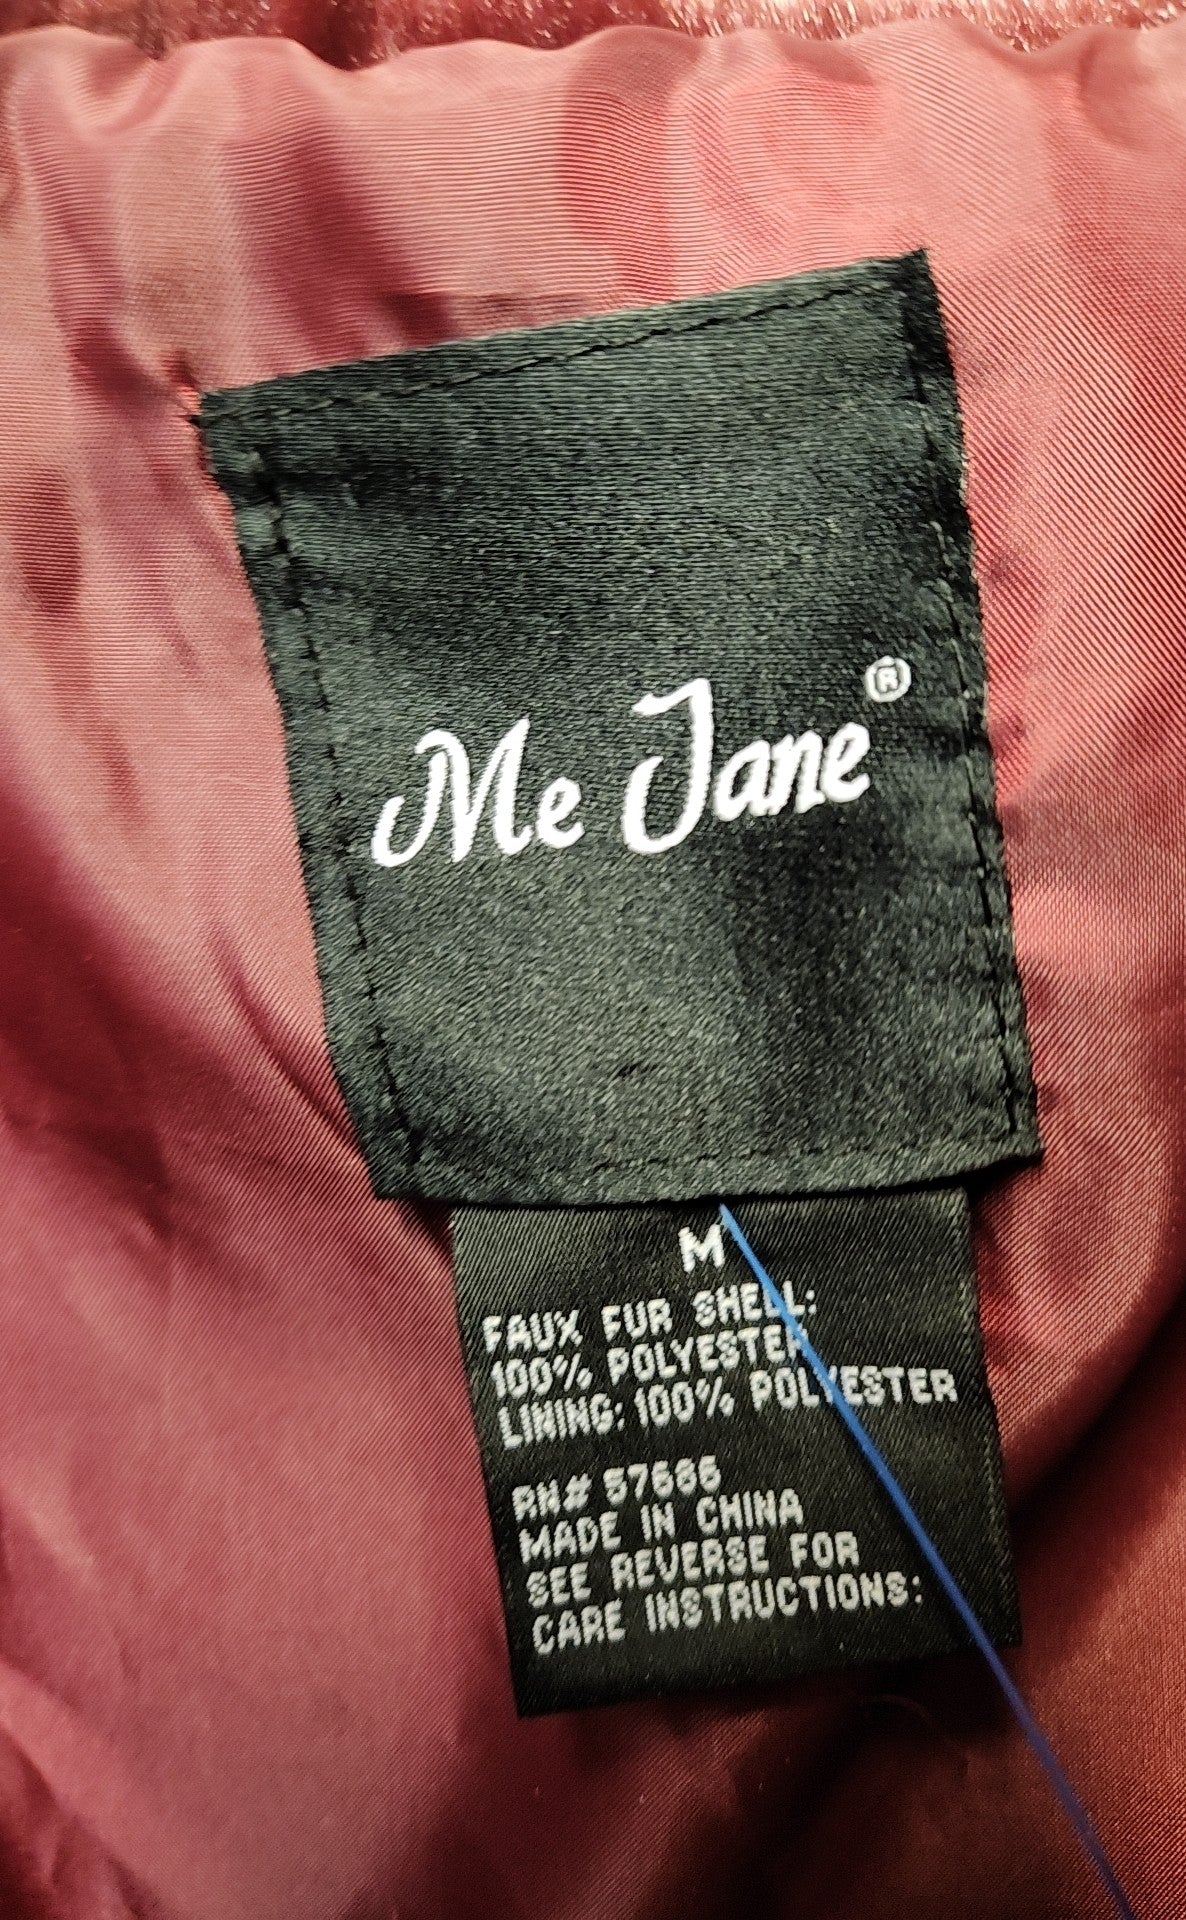 Me Jane®
M
FAUX FUR SHELL:
100% POLYESTER
LINING: 100% POLYESTER
RN# 57686
MADE IN CHINA
SEE REVERSE FOR
CARE INSTRUCTIONS: